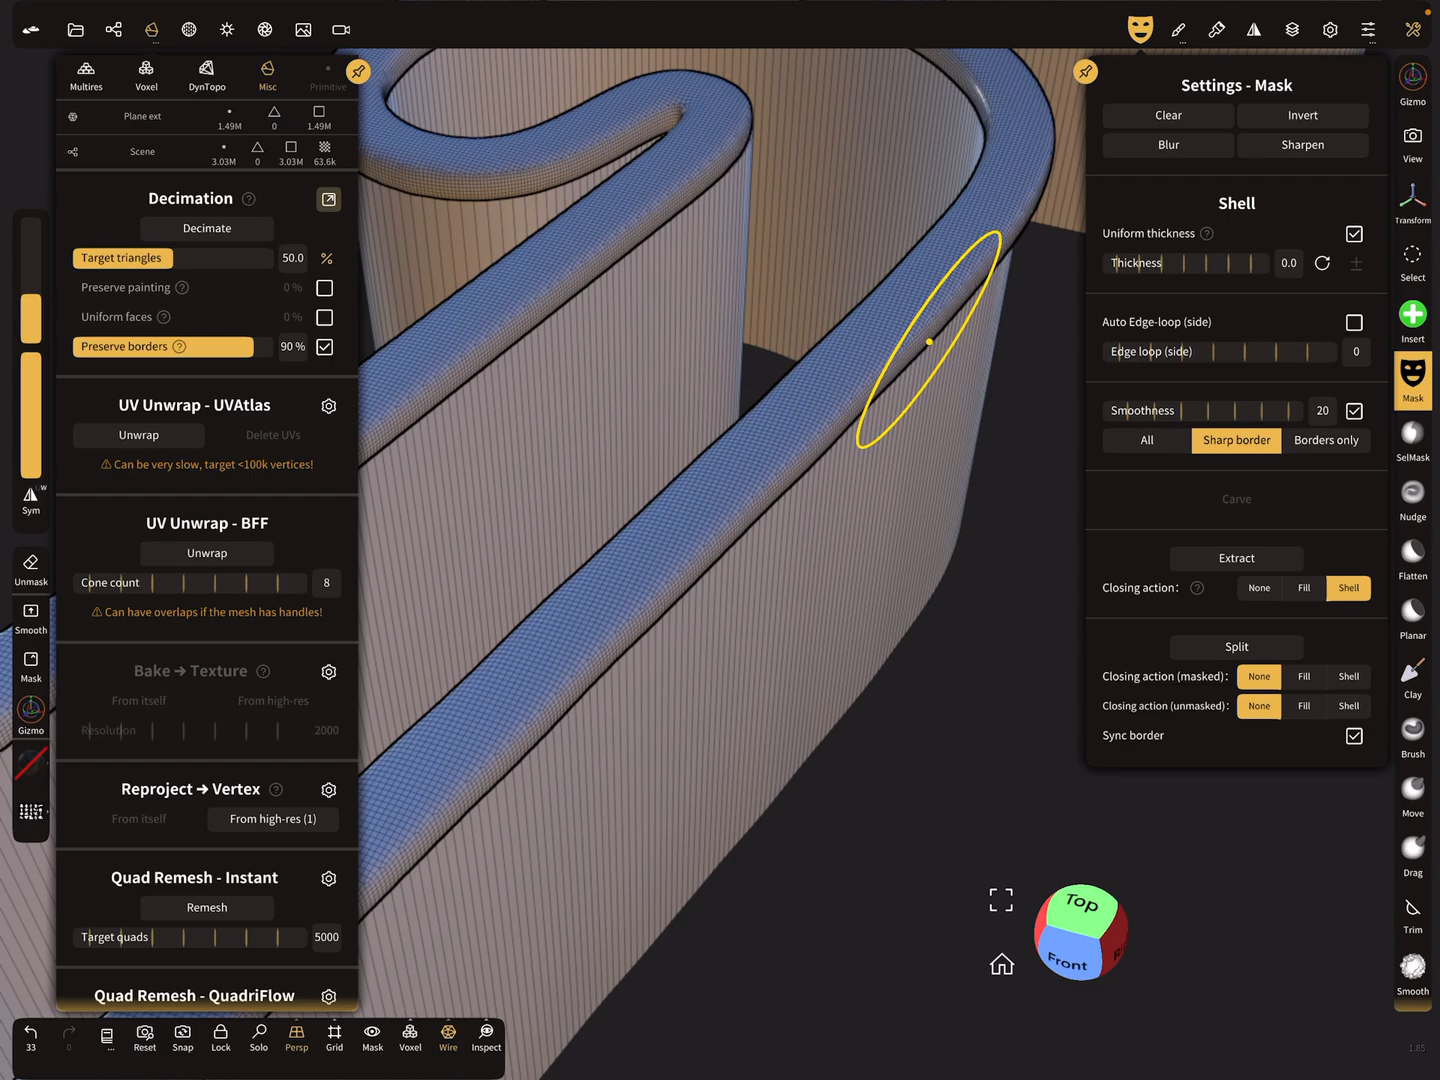 Multires Voxel DynTopo Misc Primitive
Plane ext 1.49M 0 1.49M
Scene 3.03M 0 3.03M 63.6k
Decimation ?
Decimate
Target triangles 50.0 %
Preserve painting ? 0 %
Uniform faces ? 0 %
Preserve borders ? 90 %
UV Unwrap - UVAtlas
Unwrap Delete UVs
⚠ Can be very slow, target <100k vertices!
UV Unwrap - BFF
Unwrap
Cone count 8
⚠ Can have overlaps if the mesh has handles!
Bake → Texture ?
From itself From high-res
Resolution 2000
Reproject → Vertex ?
From itself From high-res (1)
Quad Remesh - Instant
Remesh
Target quads 5000
Quad Remesh - QuadriFlow
Sym
Unmask
Smooth
Mask
Gizmo
33 0 ... Reset Snap Lock Solo Persp Grid Mask Voxel Wire Inspect
Settings - Mask
Clear Invert
Blur Sharpen
Shell
Uniform thickness ?
Thickness 0.0
Auto Edge-loop (side)
Edge loop (side) 0
Smoothness 20
All Sharp border Borders only
Carve
Extract
Closing action: ? None Fill Shell
Split
Closing action (masked): None Fill Shell
Closing action (unmasked): None Fill Shell
Sync border
Top
Front
Gizmo
View
Transform
Select
Insert
Mask
SelMask
Nudge
Flatten
Planar
Clay
Brush
Move
Drag
Trim
Smooth
1.85